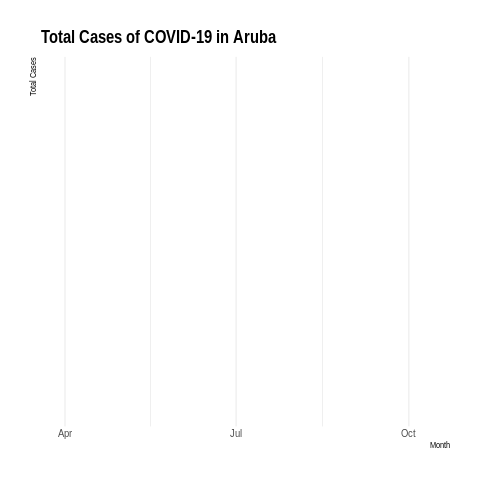 Total Cases of COVID-19 in Aruba
Total Cases
Apr
Jul
Oct
Month